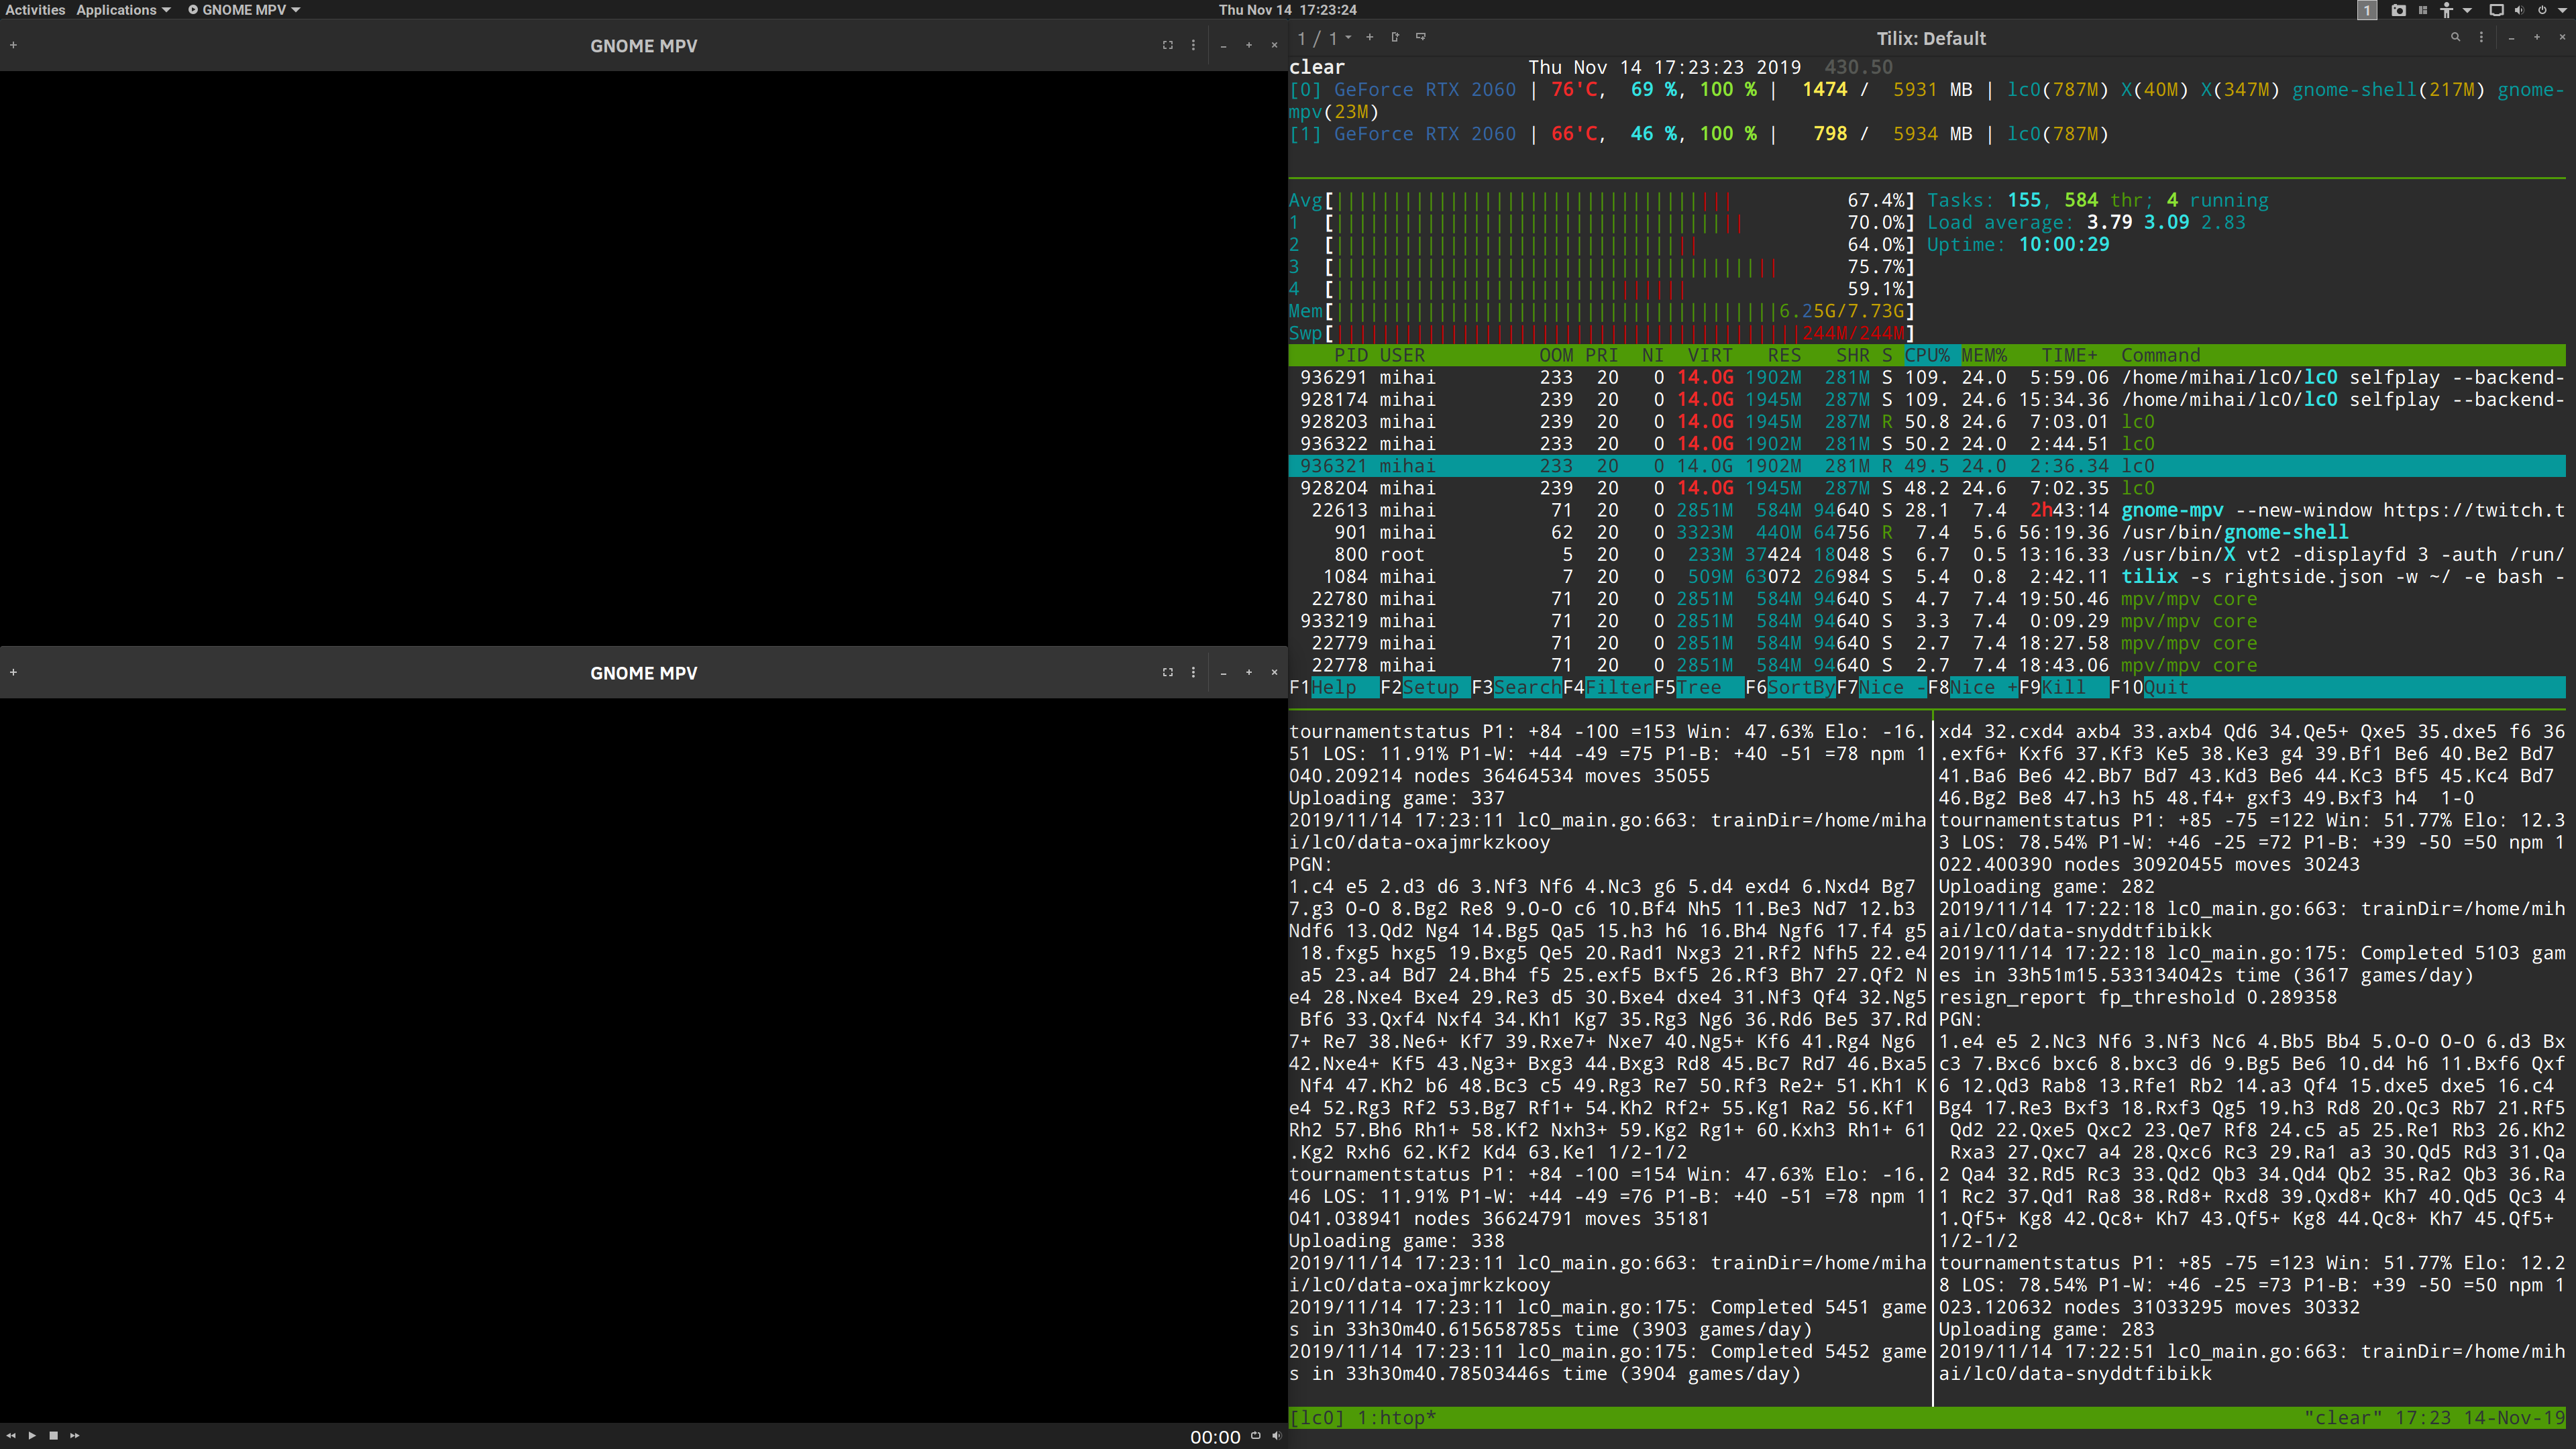 Activities Applications GNOME MPV Thu Nov 14 17:23:24 1
GNOME MPV
GNOME MPV
00:00
1 / 1 Tilix: Default
clear Thu Nov 14 17:23:23 2019 430.50
[0] GeForce RTX 2060 | 76'C, 69 %, 100 % | 1474 / 5931 MB | lc0(787M) X(40M) X(347M) gnome-shell(217M) gnome-
mpv(23M)
[1] GeForce RTX 2060 | 66'C, 46 %, 100 % | 798 / 5934 MB | lc0(787M)
Avg[ 67.4%] Tasks: 155, 584 thr; 4 running
1 [ 70.0%] Load average: 3.79 3.09 2.83
2 [ 64.0%] Uptime: 10:00:29
3 [ 75.7%]
4 [ 59.1%]
Mem[ 6.25G/7.73G]
Swp[ 244M/244M]
PID USER OOM PRI NI VIRT RES SHR S CPU% MEM% TIME+ Command
936291 mihai 233 20 0 14.0G 1902M 281M S 109. 24.0 5:59.06 /home/mihai/lc0/lc0 selfplay --backend-
928174 mihai 239 20 0 14.0G 1945M 287M S 109. 24.6 15:34.36 /home/mihai/lc0/lc0 selfplay --backend-
928203 mihai 239 20 0 14.0G 1945M 287M R 50.8 24.6 7:03.01 lc0
936322 mihai 233 20 0 14.0G 1902M 281M S 50.2 24.0 2:44.51 lc0
936321 mihai 233 20 0 14.0G 1902M 281M R 49.5 24.0 2:36.34 lc0
928204 mihai 239 20 0 14.0G 1945M 287M S 48.2 24.6 7:02.35 lc0
22613 mihai 71 20 0 2851M 584M 94640 S 28.1 7.4 2h43:14 gnome-mpv --new-window https://twitch.t
901 mihai 62 20 0 3323M 440M 64756 R 7.4 5.6 56:19.36 /usr/bin/gnome-shell
800 root 5 20 0 233M 37424 18048 S 6.7 0.5 13:16.33 /usr/bin/X vt2 -displayfd 3 -auth /run/
1084 mihai 7 20 0 509M 63072 26984 S 5.4 0.8 2:42.11 tilix -s rightside.json -w ~/ -e bash -
22780 mihai 71 20 0 2851M 584M 94640 S 4.7 7.4 19:50.46 mpv/mpv core
933219 mihai 71 20 0 2851M 584M 94640 S 3.3 7.4 0:09.29 mpv/mpv core
22779 mihai 71 20 0 2851M 584M 94640 S 2.7 7.4 18:27.58 mpv/mpv core
22778 mihai 71 20 0 2851M 584M 94640 S 2.7 7.4 18:43.06 mpv/mpv core
F1Help F2Setup F3SearchF4FilterF5Tree F6SortByF7Nice -F8Nice +F9Kill F10Quit
tournamentstatus P1: +84 -100 =153 Win: 47.63% Elo: -16.
51 LOS: 11.91% P1-W: +44 -49 =75 P1-B: +40 -51 =78 npm 1
040.209214 nodes 36464534 moves 35055
Uploading game: 337
2019/11/14 17:23:11 lc0_main.go:663: trainDir=/home/miha
i/lc0/data-oxajmrkzkooy
PGN:
1.c4 e5 2.d3 d6 3.Nf3 Nf6 4.Nc3 g6 5.d4 exd4 6.Nxd4 Bg7
7.g3 O-O 8.Bg2 Re8 9.O-O c6 10.Bf4 Nh5 11.Be3 Nd7 12.b3
Ndf6 13.Qd2 Ng4 14.Bg5 Qa5 15.h3 h6 16.Bh4 Ngf6 17.f4 g5
18.fxg5 hxg5 19.Bxg5 Qe5 20.Rad1 Nxg3 21.Rf2 Nfh5 22.e4
a5 23.a4 Bd7 24.Bh4 f5 25.exf5 Bxf5 26.Rf3 Bh7 27.Qf2 N
e4 28.Nxe4 Bxe4 29.Re3 d5 30.Bxe4 dxe4 31.Nf3 Qf4 32.Ng5
Bf6 33.Qxf4 Nxf4 34.Kh1 Kg7 35.Rg3 Ng6 36.Rd6 Be5 37.Rd
7+ Re7 38.Ne6+ Kf7 39.Rxe7+ Nxe7 40.Ng5+ Kf6 41.Rg4 Ng6
42.Nxe4+ Kf5 43.Ng3+ Bxg3 44.Bxg3 Rd8 45.Bc7 Rd7 46.Bxa5
Nf4 47.Kh2 b6 48.Bc3 c5 49.Rg3 Re7 50.Rf3 Re2+ 51.Kh1 K
e4 52.Rg3 Rf2 53.Bg7 Rf1+ 54.Kh2 Rf2+ 55.Kg1 Ra2 56.Kf1
Rh2 57.Bh6 Rh1+ 58.Kf2 Nxh3+ 59.Kg2 Rg1+ 60.Kxh3 Rh1+ 61
.Kg2 Rxh6 62.Kf2 Kd4 63.Ke1 1/2-1/2
tournamentstatus P1: +84 -100 =154 Win: 47.63% Elo: -16.
46 LOS: 11.91% P1-W: +44 -49 =76 P1-B: +40 -51 =78 npm 1
041.038941 nodes 36624791 moves 35181
Uploading game: 338
2019/11/14 17:23:11 lc0_main.go:663: trainDir=/home/miha
i/lc0/data-oxajmrkzkooy
2019/11/14 17:23:11 lc0_main.go:175: Completed 5451 game
s in 33h30m40.615658785s time (3903 games/day)
2019/11/14 17:23:11 lc0_main.go:175: Completed 5452 game
s in 33h30m40.78503446s time (3904 games/day)
xd4 32.cxd4 axb4 33.axb4 Qd6 34.Qe5+ Qxe5 35.dxe5 f6 36
.exf6+ Kxf6 37.Kf3 Ke5 38.Ke3 g4 39.Bf1 Be6 40.Be2 Bd7
41.Ba6 Be6 42.Bb7 Bd7 43.Kd3 Be6 44.Kc3 Bf5 45.Kc4 Bd7
46.Bg2 Be8 47.h3 h5 48.f4+ gxf3 49.Bxf3 h4 1-0
tournamentstatus P1: +85 -75 =122 Win: 51.77% Elo: 12.3
3 LOS: 78.54% P1-W: +46 -25 =72 P1-B: +39 -50 =50 npm 1
022.400390 nodes 30920455 moves 30243
Uploading game: 282
2019/11/14 17:22:18 lc0_main.go:663: trainDir=/home/mih
ai/lc0/data-snyddtfibikk
2019/11/14 17:22:18 lc0_main.go:175: Completed 5103 gam
es in 33h51m15.533134042s time (3617 games/day)
resign_report fp_threshold 0.289358
PGN:
1.e4 e5 2.Nc3 Nf6 3.Nf3 Nc6 4.Bb5 Bb4 5.O-O O-O 6.d3 Bx
c3 7.Bxc6 bxc6 8.bxc3 d6 9.Bg5 Be6 10.d4 h6 11.Bxf6 Qxf
6 12.Qd3 Rab8 13.Rfe1 Rb2 14.a3 Qf4 15.dxe5 dxe5 16.c4
Bg4 17.Re3 Bxf3 18.Rxf3 Qg5 19.h3 Rd8 20.Qc3 Rb7 21.Rf5
Qd2 22.Qxe5 Qxc2 23.Qe7 Rf8 24.c5 a5 25.Re1 Rb3 26.Kh2
Rxa3 27.Qxc7 a4 28.Qxc6 Rc3 29.Ra1 a3 30.Qd5 Rd3 31.Qa
2 Qa4 32.Rd5 Rc3 33.Qd2 Qb3 34.Qd4 Qb2 35.Ra2 Qb3 36.Ra
1 Rc2 37.Qd1 Ra8 38.Rd8+ Rxd8 39.Qxd8+ Kh7 40.Qd5 Qc3 4
1.Qf5+ Kg8 42.Qc8+ Kh7 43.Qf5+ Kg8 44.Qc8+ Kh7 45.Qf5+
1/2-1/2
tournamentstatus P1: +85 -75 =123 Win: 51.77% Elo: 12.2
8 LOS: 78.54% P1-W: +46 -25 =73 P1-B: +39 -50 =50 npm 1
023.120632 nodes 31033295 moves 30332
Uploading game: 283
2019/11/14 17:22:51 lc0_main.go:663: trainDir=/home/mih
ai/lc0/data-snyddtfibikk
[lc0] 1:htop* "clear" 17:23 14-Nov-19